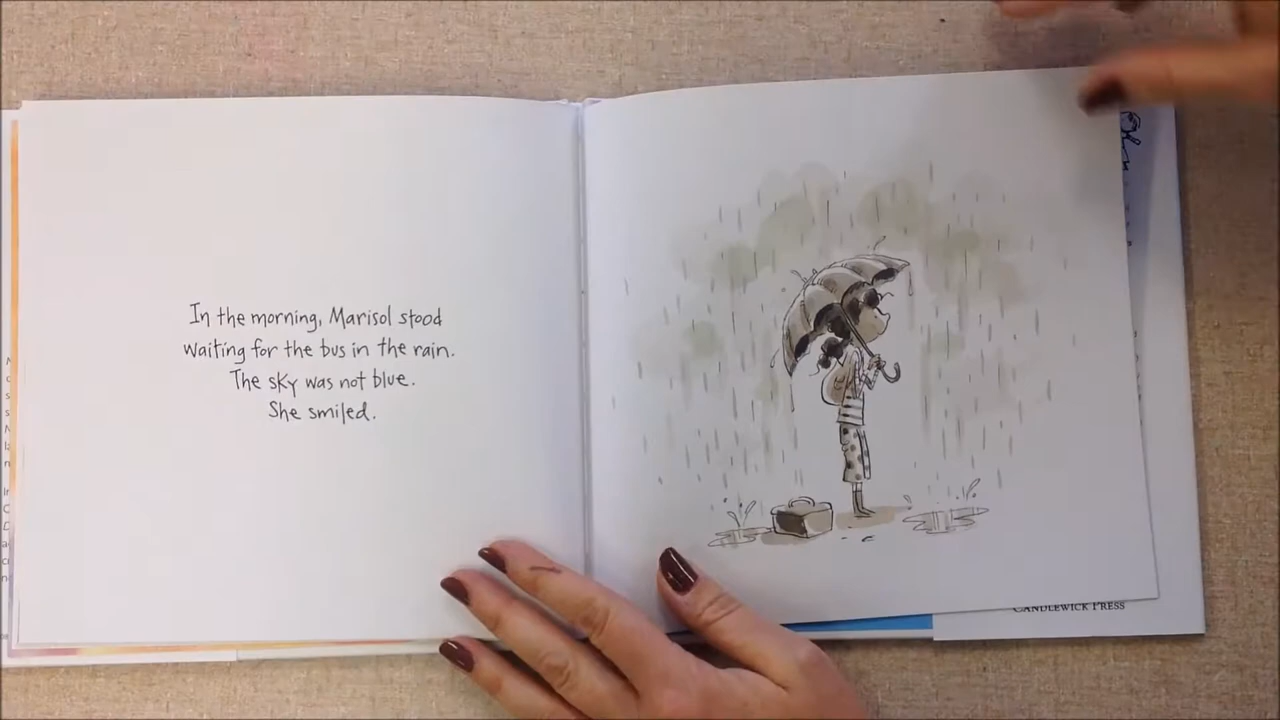 In the morning, Marisol stood
waiting for the bus in the rain.
The sky was not blue.
She smiled.
CANDLEWICK PRESS